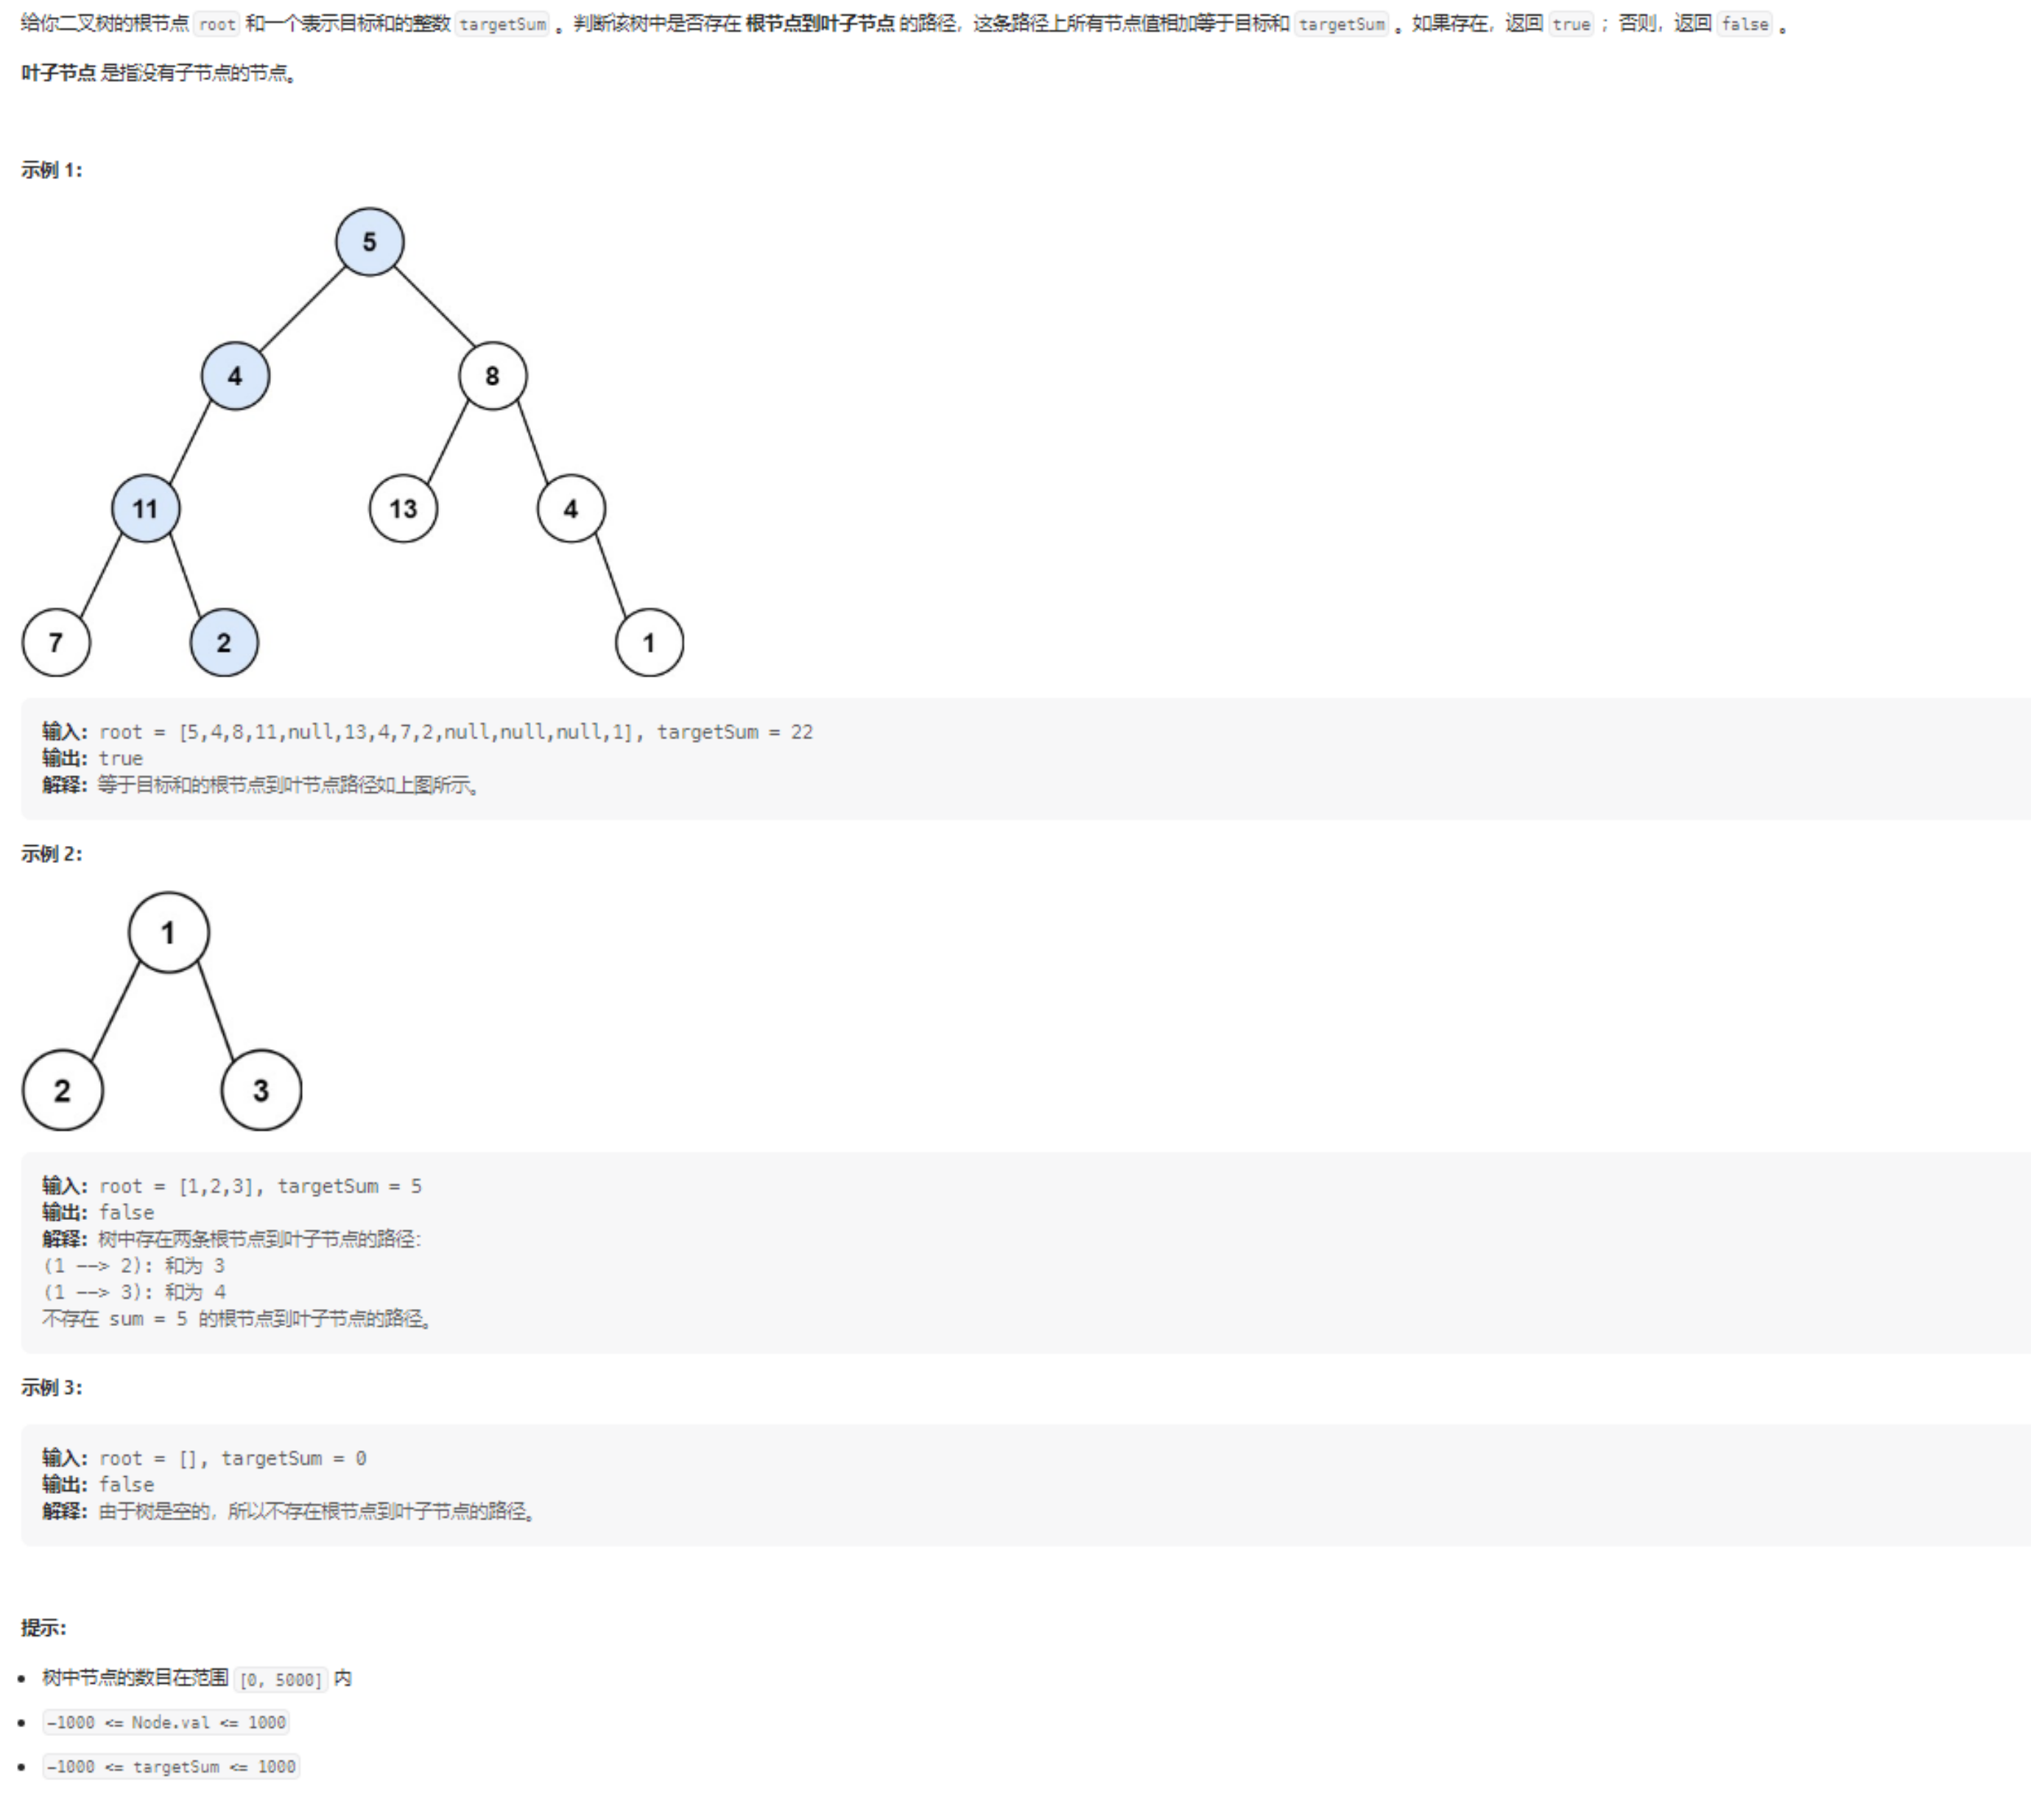 给你二叉树的根节点 root 和一个表示目标和的整数 targetSum 。判断该树中是否存在 根节点到叶子节点 的路径，这条路径上所有节点值相加等于目标和 targetSum 。如果存在，返回 true ；否则，返回 false 。
叶子节点 是指没有子节点的节点。
示例 1：
5
4 8
11 13 4
7 2 1
输入：root = [5,4,8,11,null,13,4,7,2,null,null,null,1], targetSum = 22
输出：true
解释：等于目标和的根节点到叶节点路径如上图所示。
示例 2：
1
2 3
输入：root = [1,2,3], targetSum = 5
输出：false
解释：树中存在两条根节点到叶子节点的路径：
(1 --> 2): 和为 3
(1 --> 3): 和为 4
不存在 sum = 5 的根节点到叶子节点的路径。
示例 3：
输入：root = [], targetSum = 0
输出：false
解释：由于树是空的，所以不存在根节点到叶子节点的路径。
提示：
• 树中节点的数目在范围 [0, 5000] 内
• -1000 <= Node.val <= 1000
• -1000 <= targetSum <= 1000